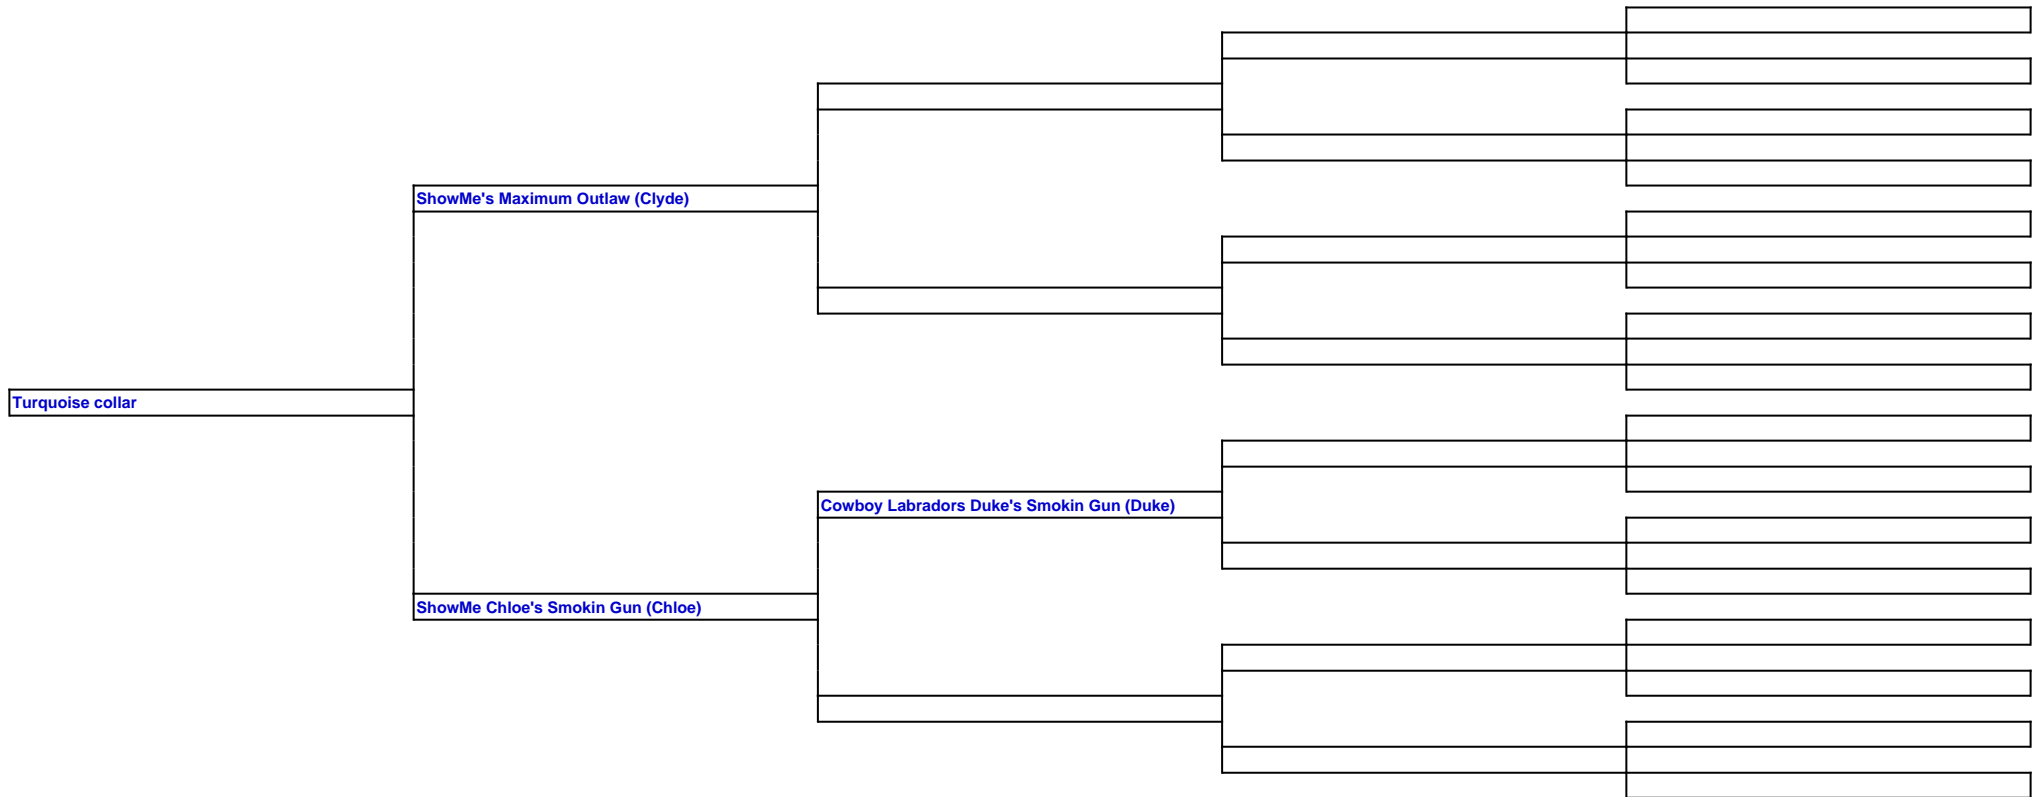 ShowMe's Maximum Outlaw (Clyde)
Turquoise collar
Cowboy Labradors Duke's Smokin Gun (Duke)
ShowMe Chloe's Smokin Gun (Chloe)